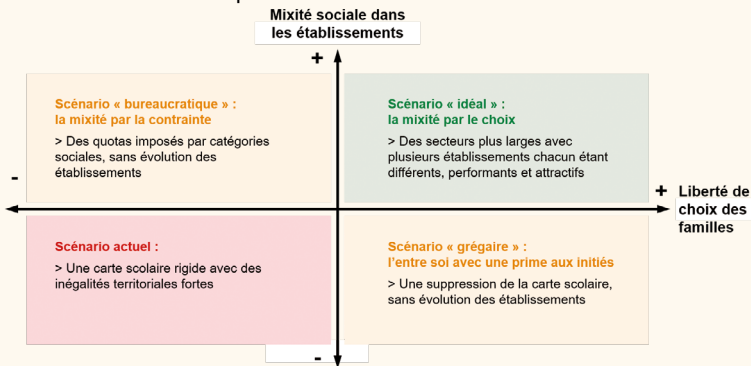 Mixité sociale dans
les établissements
+
Scénario « bureaucratique » :
la mixité par la contrainte
> Des quotas imposés par catégories
sociales, sans évolution des
établissements
Scénario « idéal » :
la mixité par le choix
> Des secteurs plus larges avec
plusieurs établissements chacun étant
différents, performants et attractifs
-
+ Liberté de
choix des
familles
Scénario actuel :
> Une carte scolaire rigide avec des
inégalités territoriales fortes
Scénario « grégaire » :
l'entre soi avec une prime aux initiés
> Une suppression de la carte scolaire,
sans évolution des établissements
-